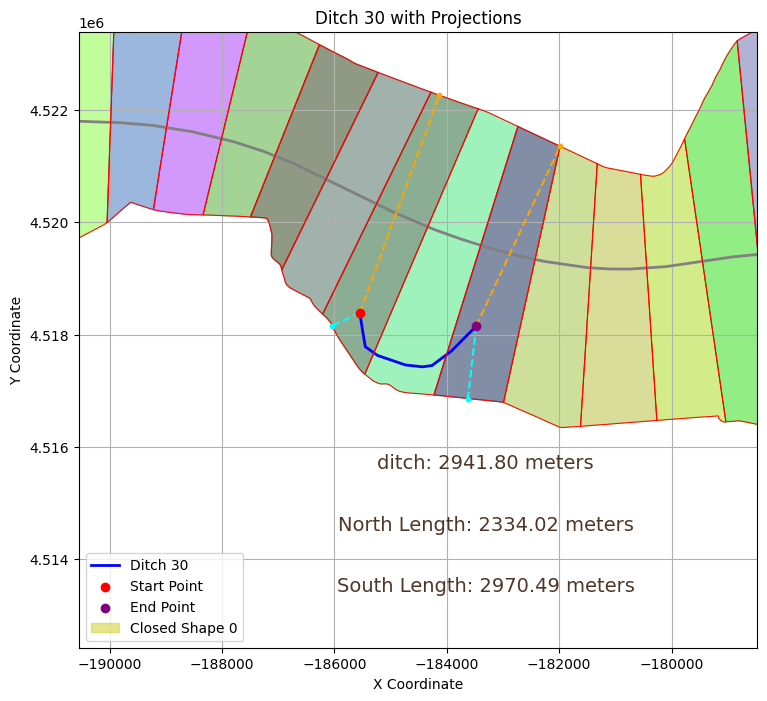 Ditch 30 with Projections
1e6
4.522
4.520
4.518
4.516
4.514
Y Coordinate
ditch: 2941.80 meters
North Length: 2334.02 meters
South Length: 2970.49 meters
Ditch 30
Start Point
End Point
Closed Shape 0
−190000 −188000 −186000 −184000 −182000 −180000
X Coordinate